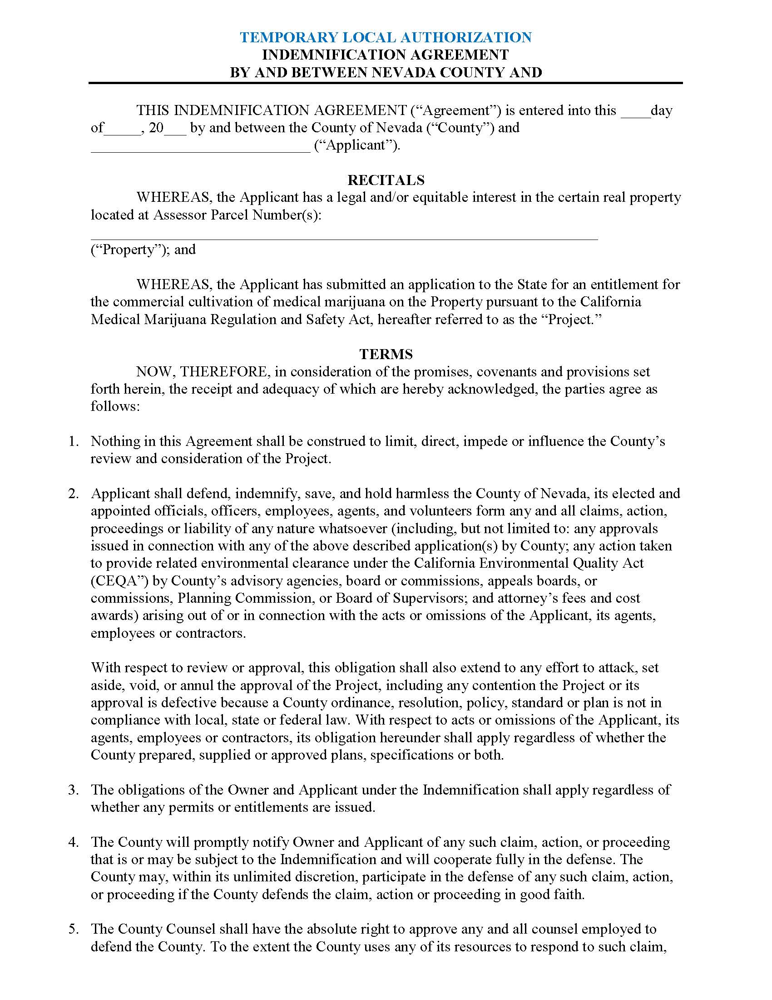 TEMPORARY LOCAL AUTHORIZATION
INDEMNIFICATION AGREEMENT
BY AND BETWEEN NEVADA COUNTY AND
THIS INDEMNIFICATION AGREEMENT (“Agreement”) is entered into this ____day
of_____, 20___ by and between the County of Nevada (“County”) and
_____________________________ (“Applicant”).
RECITALS
WHEREAS, the Applicant has a legal and/or equitable interest in the certain real property
located at Assessor Parcel Number(s):
___________________________________________________________________
(“Property”); and
WHEREAS, the Applicant has submitted an application to the State for an entitlement for
the commercial cultivation of medical marijuana on the Property pursuant to the California
Medical Marijuana Regulation and Safety Act, hereafter referred to as the “Project.”
TERMS
NOW, THEREFORE, in consideration of the promises, covenants and provisions set
forth herein, the receipt and adequacy of which are hereby acknowledged, the parties agree as
follows:
1. Nothing in this Agreement shall be construed to limit, direct, impede or influence the County’s
review and consideration of the Project.
2. Applicant shall defend, indemnify, save, and hold harmless the County of Nevada, its elected and
appointed officials, officers, employees, agents, and volunteers form any and all claims, action,
proceedings or liability of any nature whatsoever (including, but not limited to: any approvals
issued in connection with any of the above described application(s) by County; any action taken
to provide related environmental clearance under the California Environmental Quality Act
(CEQA”) by County’s advisory agencies, board or commissions, appeals boards, or
commissions, Planning Commission, or Board of Supervisors; and attorney’s fees and cost
awards) arising out of or in connection with the acts or omissions of the Applicant, its agents,
employees or contractors.
With respect to review or approval, this obligation shall also extend to any effort to attack, set
aside, void, or annul the approval of the Project, including any contention the Project or its
approval is defective because a County ordinance, resolution, policy, standard or plan is not in
compliance with local, state or federal law. With respect to acts or omissions of the Applicant, its
agents, employees or contractors, its obligation hereunder shall apply regardless of whether the
County prepared, supplied or approved plans, specifications or both.
3. The obligations of the Owner and Applicant under the Indemnification shall apply regardless of
whether any permits or entitlements are issued.
4. The County will promptly notify Owner and Applicant of any such claim, action, or proceeding
that is or may be subject to the Indemnification and will cooperate fully in the defense. The
County may, within its unlimited discretion, participate in the defense of any such claim, action,
or proceeding if the County defends the claim, action or proceeding in good faith.
5. The County Counsel shall have the absolute right to approve any and all counsel employed to
defend the County. To the extent the County uses any of its resources to respond to such claim,